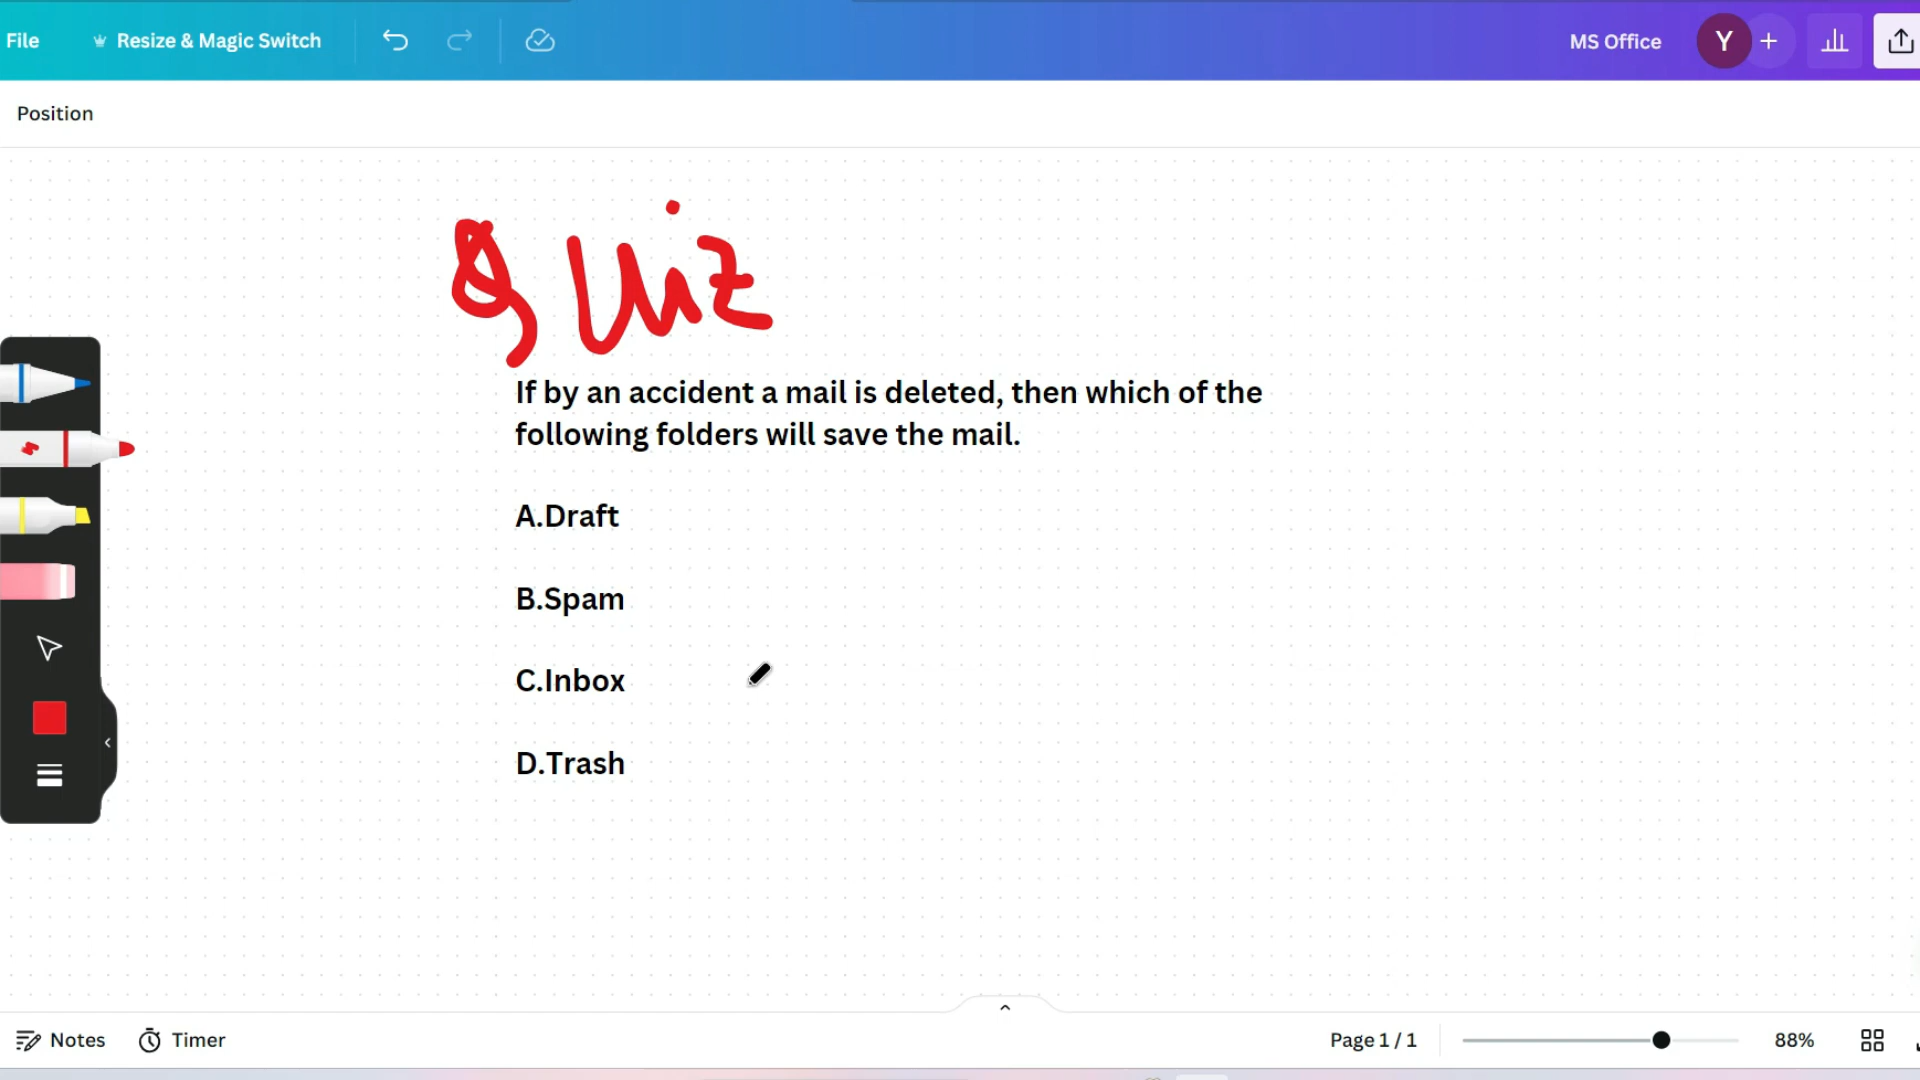 File Resize & Magic Switch MS Office Y +
Position
Quiz
If by an accident a mail is deleted, then which of the
following folders will save the mail.
A.Draft
B.Spam
C.Inbox
D.Trash
Notes Timer Page 1 / 1 88%